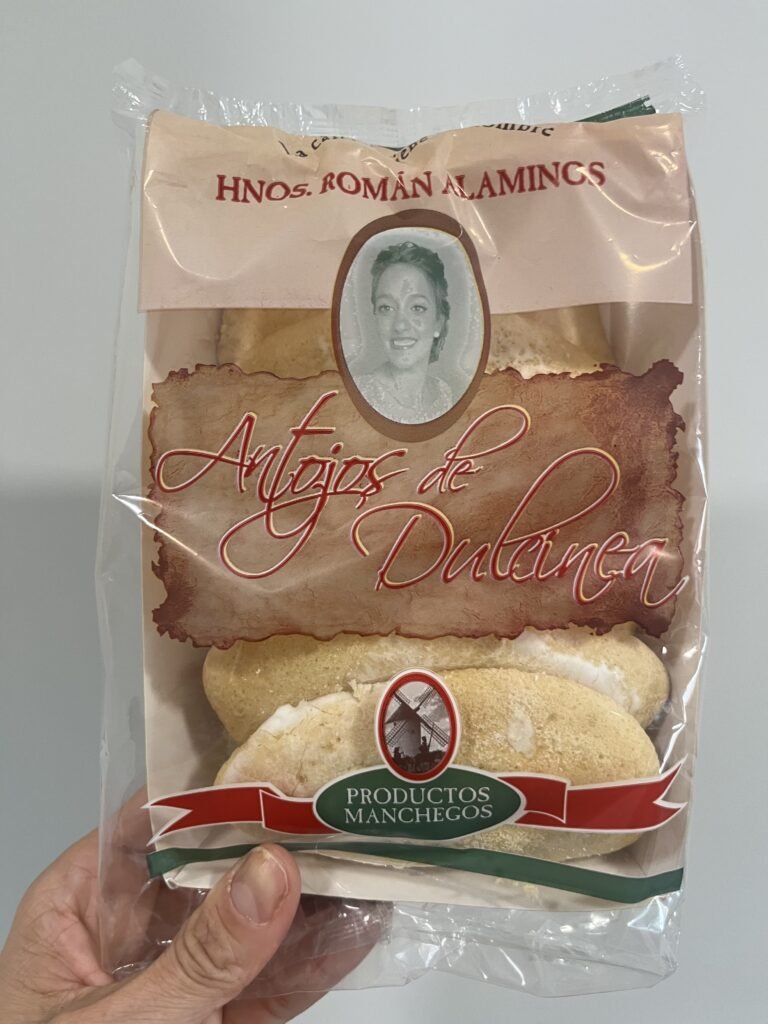 HNOS. ROMÁN ALAMINOS
Antojos de
Dulcinea
PRODUCTOS
MANCHEGOS